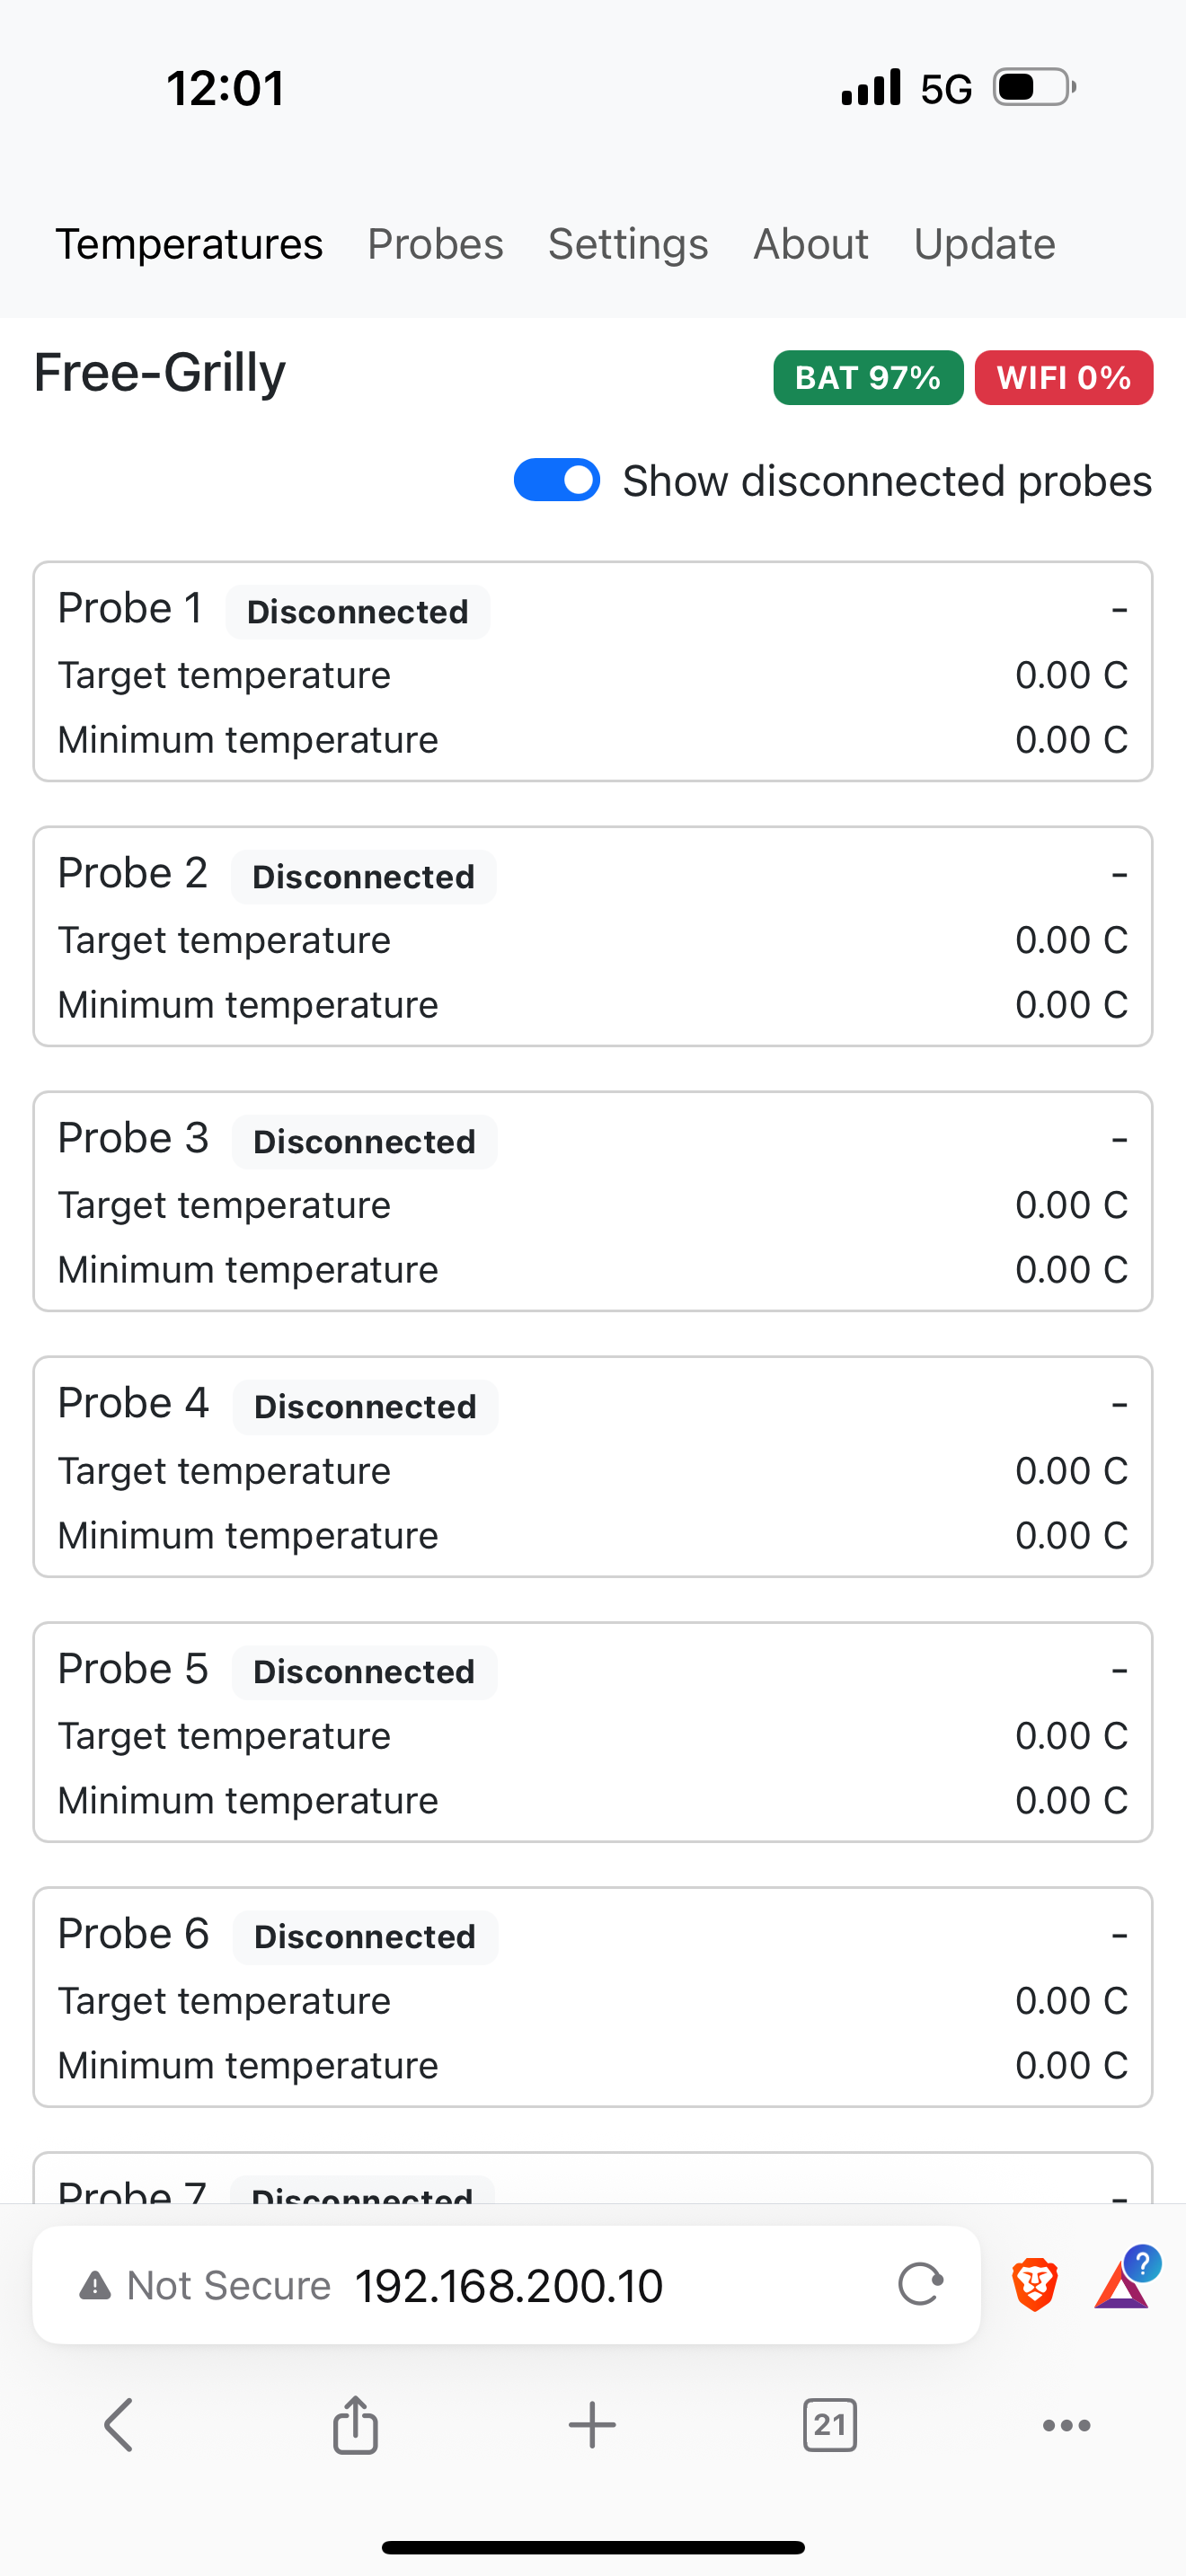 12:01 5G
Temperatures Probes Settings About Update
Free-Grilly BAT 97% WIFI 0%
Show disconnected probes
Probe 1 Disconnected -
Target temperature 0.00 C
Minimum temperature 0.00 C
Probe 2 Disconnected -
Target temperature 0.00 C
Minimum temperature 0.00 C
Probe 3 Disconnected -
Target temperature 0.00 C
Minimum temperature 0.00 C
Probe 4 Disconnected -
Target temperature 0.00 C
Minimum temperature 0.00 C
Probe 5 Disconnected -
Target temperature 0.00 C
Minimum temperature 0.00 C
Probe 6 Disconnected -
Target temperature 0.00 C
Minimum temperature 0.00 C
Probe 7 Disconnected -
Not Secure 192.168.200.10 ?
21